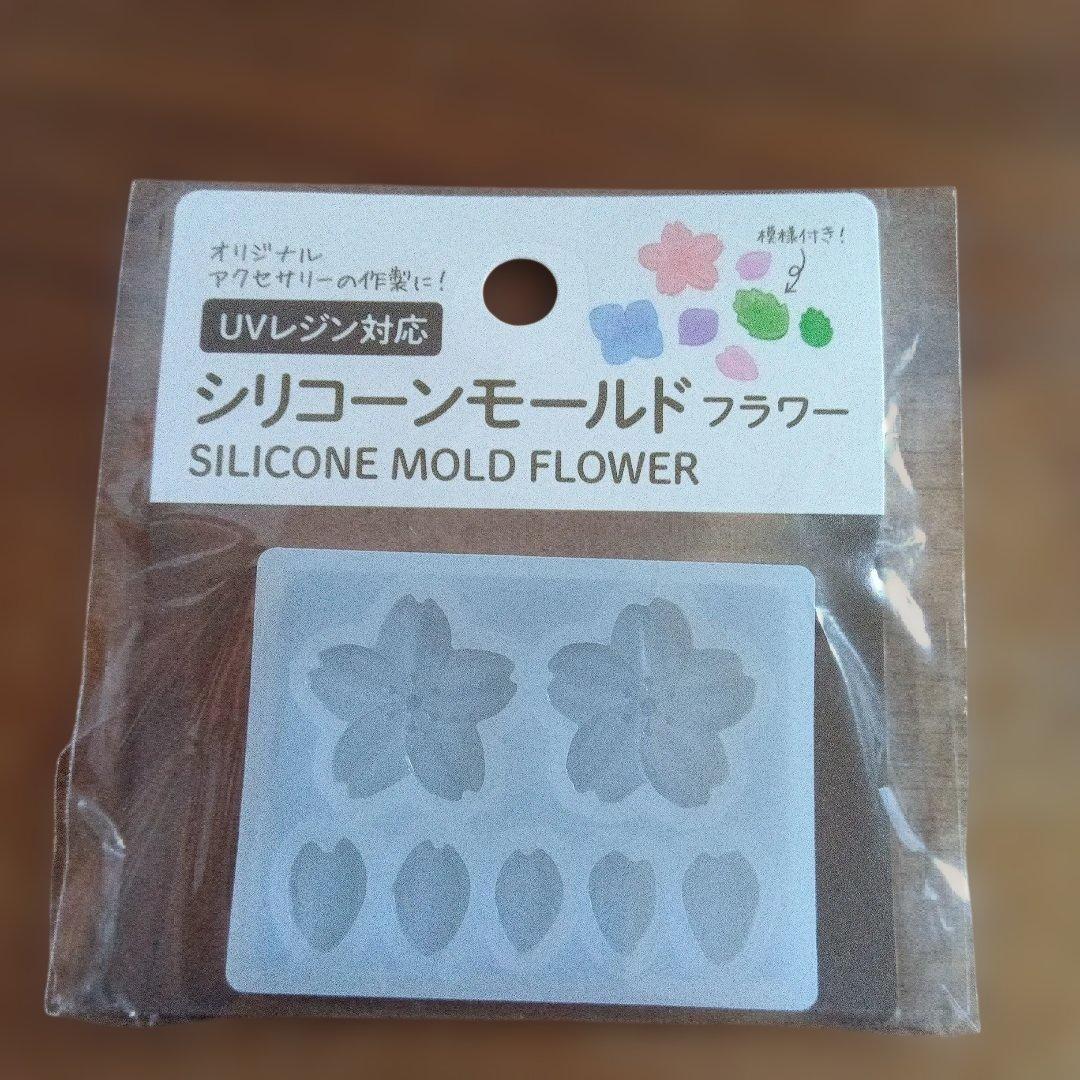 オリジナル
アクセサリーの作製に!
模様付き!
UVレジン対応
シリコーンモールド フラワー
SILICONE MOLD FLOWER